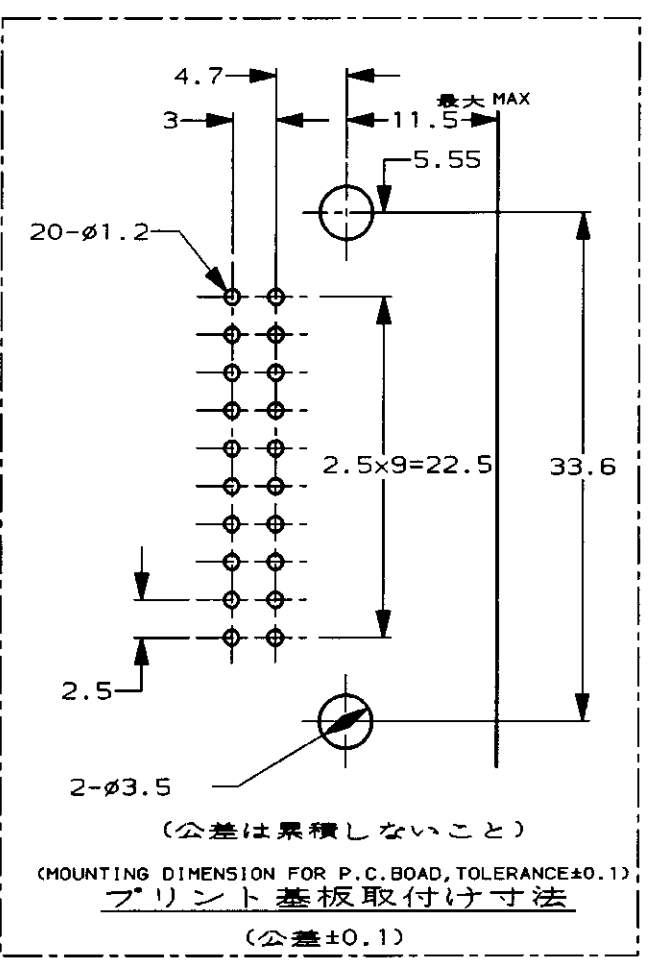 4.7
最大 MAX
3
11.5
5.55
20-ø1.2
2.5×9=22.5
33.6
2.5
2-ø3.5
(公差は累積しないこと)
(MOUNTING DIMENSION FOR P.C.BOAD,TOLERANCE±0.1)
プリント基板取付け寸法
(公差±0.1)